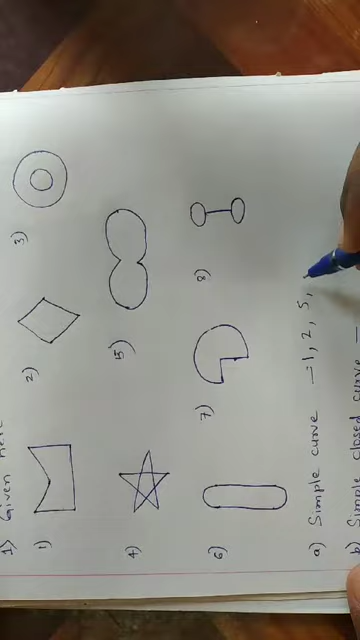 1) Given here
1) 2) 3)
4) 5)
6) 7) 8)
a) Simple curve - 1, 2, 5,
b) Simple closed curve -